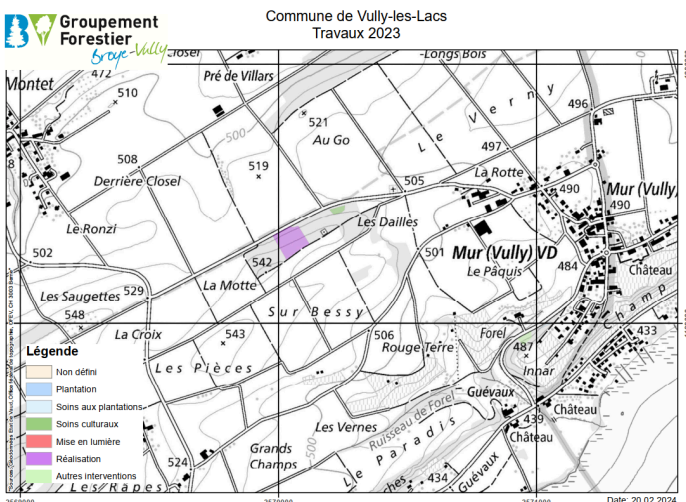 Groupement
Forestier
Broye-Vully
Commune de Vully-les-Lacs
Travaux 2023
Closel
-Longs Bois
Montet
472
510
Pré de Villars
500
521
Au Go
Le Verny
496
508
519
497
Derrière Closel
505
La Rotte
490
Mur (Vully)
490
Le Ronzi
Les Dailles
502
542
501
Mur (Vully) VD
484
Le Pâquis
Château
Les Saugettes
529
La Motte
548
Sur Bessy
Champ
La Croix
543
506
Rouge Terre
Forel
487
433
Innar
Les Pièces
Guévaux
Château
439
Château
Les Vernes
Ruisseau de Forel
Le Paradis
500
Grands
Champs
524
434
Guévaux
Les Râpes
Légende
Non défini
Plantation
Soins aux plantations
Soins culturaux
Mise en lumière
Réalisation
Autres interventions
Date: 20.02.2024